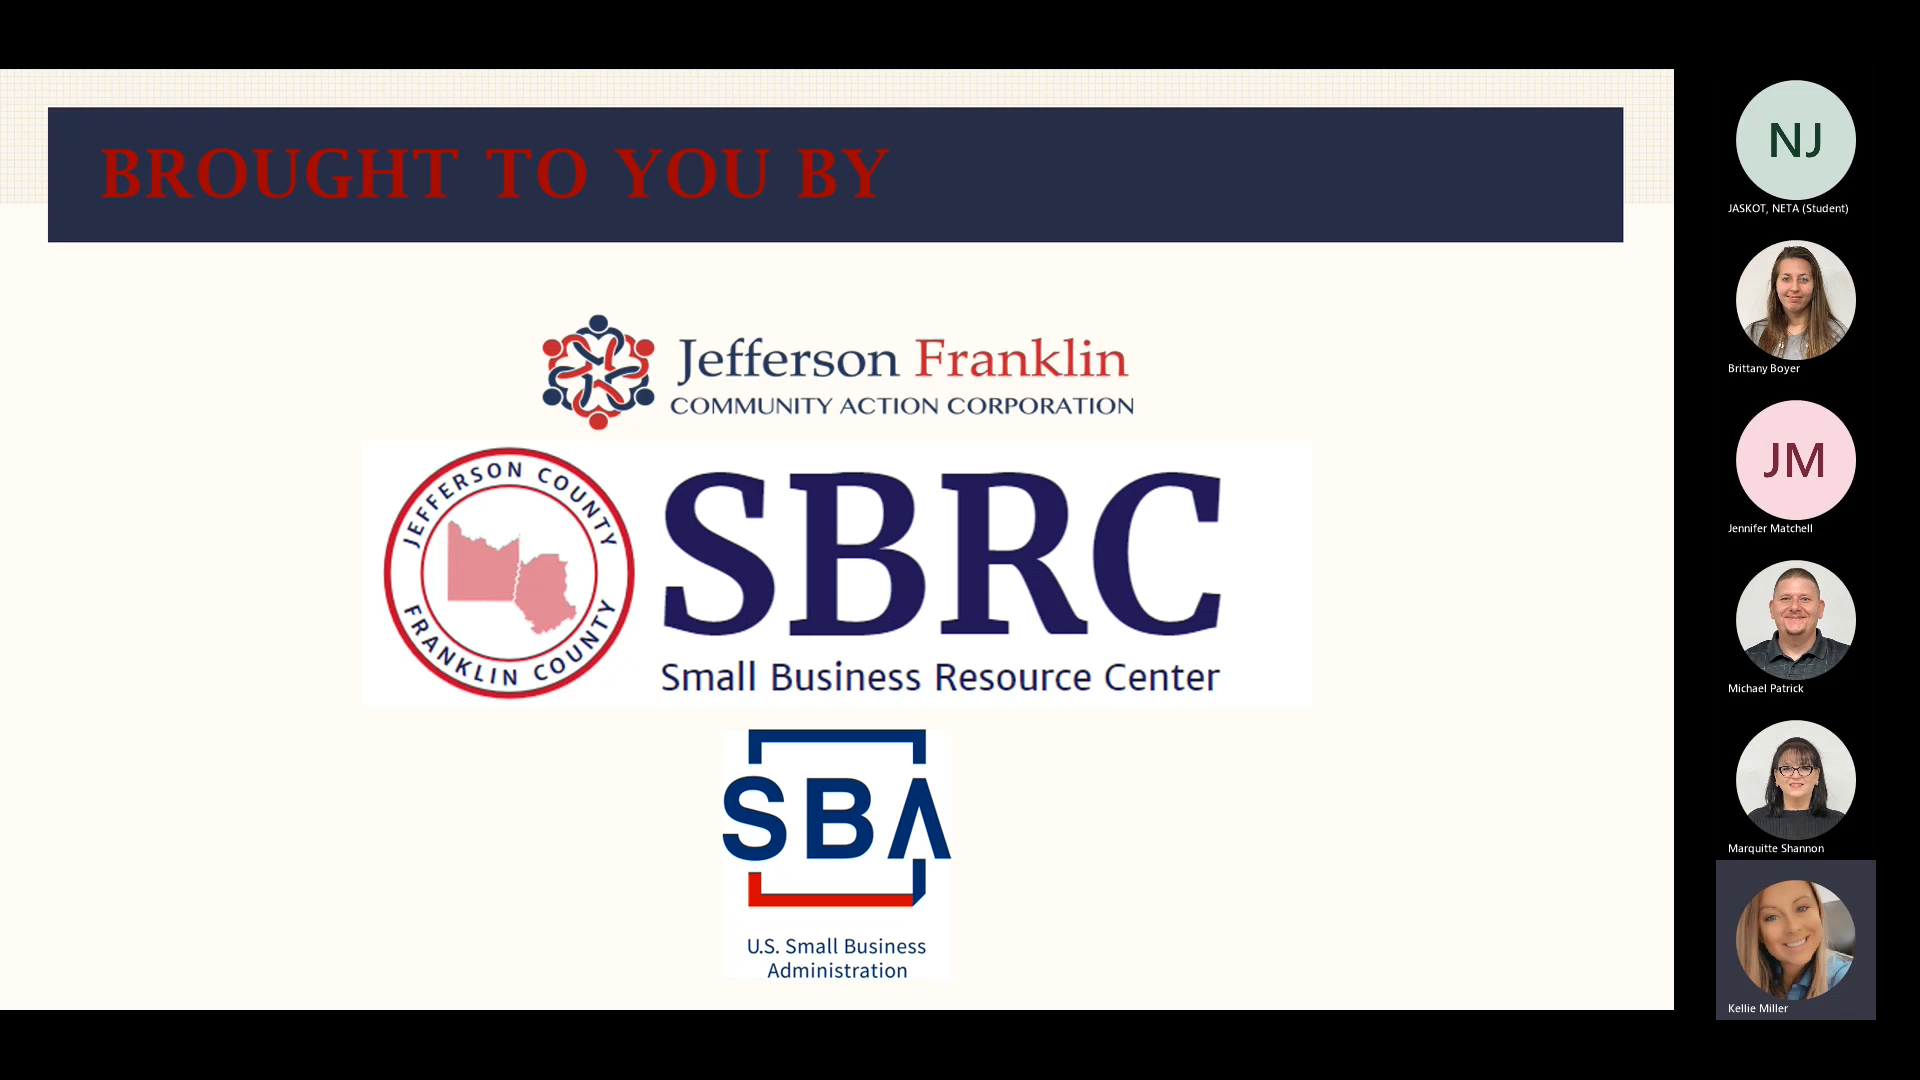 BROUGHT TO YOU BY
Jefferson Franklin
COMMUNITY ACTION CORPORATION
JEFFERSON COUNTY
FRANKLIN COUNTY
SBRC
Small Business Resource Center
SBA
U.S. Small Business
Administration
NJ
JASKOT, NETA (Student)
Brittany Boyer
JM
Jennifer Matchell
Michael Patrick
Marquitte Shannon
Kellie Miller